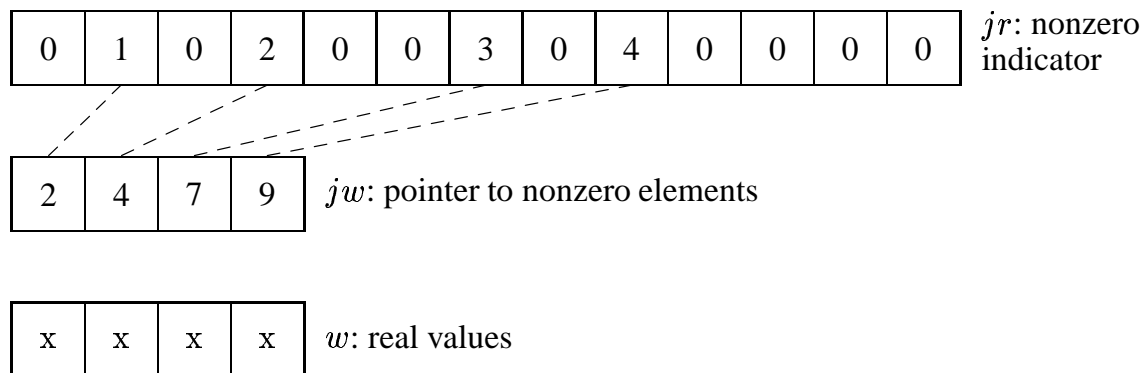 0 1 0 2 0 0 3 0 4 0 0 0 0
jr: nonzero
indicator
2 4 7 9 jw: pointer to nonzero elements
x x x x w: real values